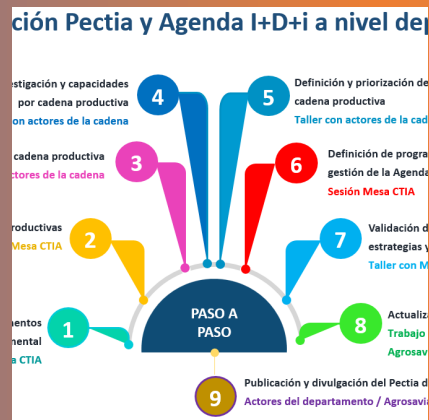 ción Pectia y Agenda I+D+i a nivel dep
estigación y capacidades
por cadena productiva
con actores de la cadena
4
5
Definición y priorización de
cadena productiva
Taller con actores de la cad
cadena productiva
actores de la cadena
3
6
Definición de progra
gestión de la Agenda
Sesión Mesa CTIA
roductivas
Mesa CTIA
2
7
Validación d
estrategias y
Taller con M
mentos
mental
a CTIA
1
PASO A
PASO
8
Actualiza
Trabajo
Agrosav
9
Publicación y divulgación del Pectia d
Actores del departamento / Agrosavia